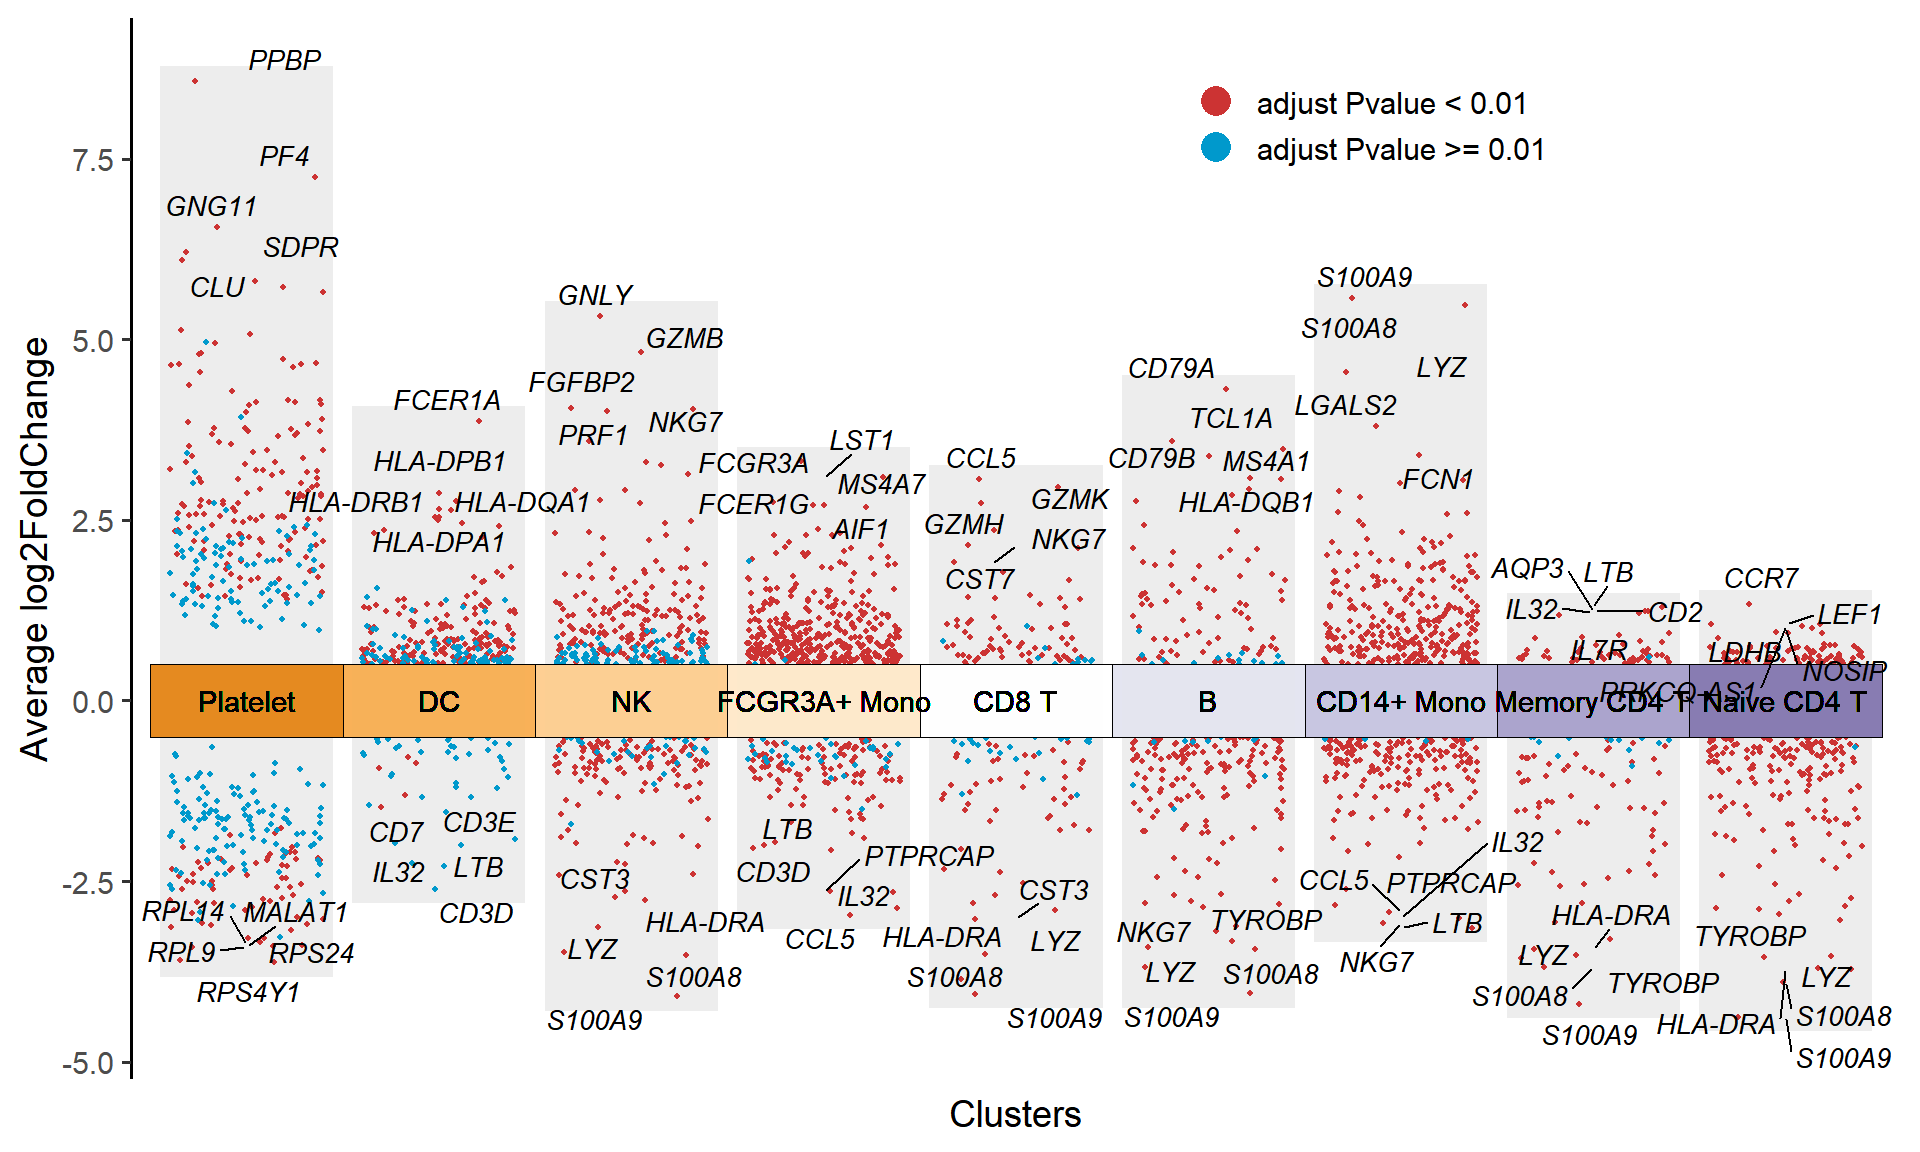 PPBP
adjust Pvalue < 0.01
adjust Pvalue >= 0.01
7.5
PF4
GNG11
SDPR
CLU
S100A9
GNLY
S100A8
5.0
GZMB
CD79A
LYZ
FGFBP2
FCER1A
LGALS2
TCL1A
NKG7
PRF1
LST1
HLA-DPB1
FCGR3A
CCL5
CD79B
MS4A1
FCN1
MS4A7
HLA-DRB1
HLA-DQA1
FCER1G
GZMK
HLA-DQB1
2.5
GZMH
AIF1
HLA-DPA1
NKG7
AQP3
LTB
CST7
CCR7
IL32
CD2
LEF1
IL7R
LDHB
NOSIP
PRKCQ-AS1
0.0
Platelet
DC
NK
FCGR3A+ Mono
CD8 T
B
CD14+ Mono
Memory CD4 T
Naive CD4 T
Average log2FoldChange
CD7
CD3E
LTB
IL32
PTPRCAP
IL32
LTB
CD3D
CST3
CCL5
PTPRCAP
-2.5
CST3
IL32
RPL14
MALAT1
CD3D
HLA-DRA
TYROBP
LTB
HLA-DRA
CCL5
HLA-DRA
LYZ
NKG7
TYROBP
RPL9
RPS24
LYZ
LYZ
NKG7
LYZ
S100A8
S100A8
S100A8
LYZ
TYROBP
RPS4Y1
S100A8
S100A9
S100A9
S100A9
S100A9
HLA-DRA
S100A8
-5.0
S100A9
Clusters